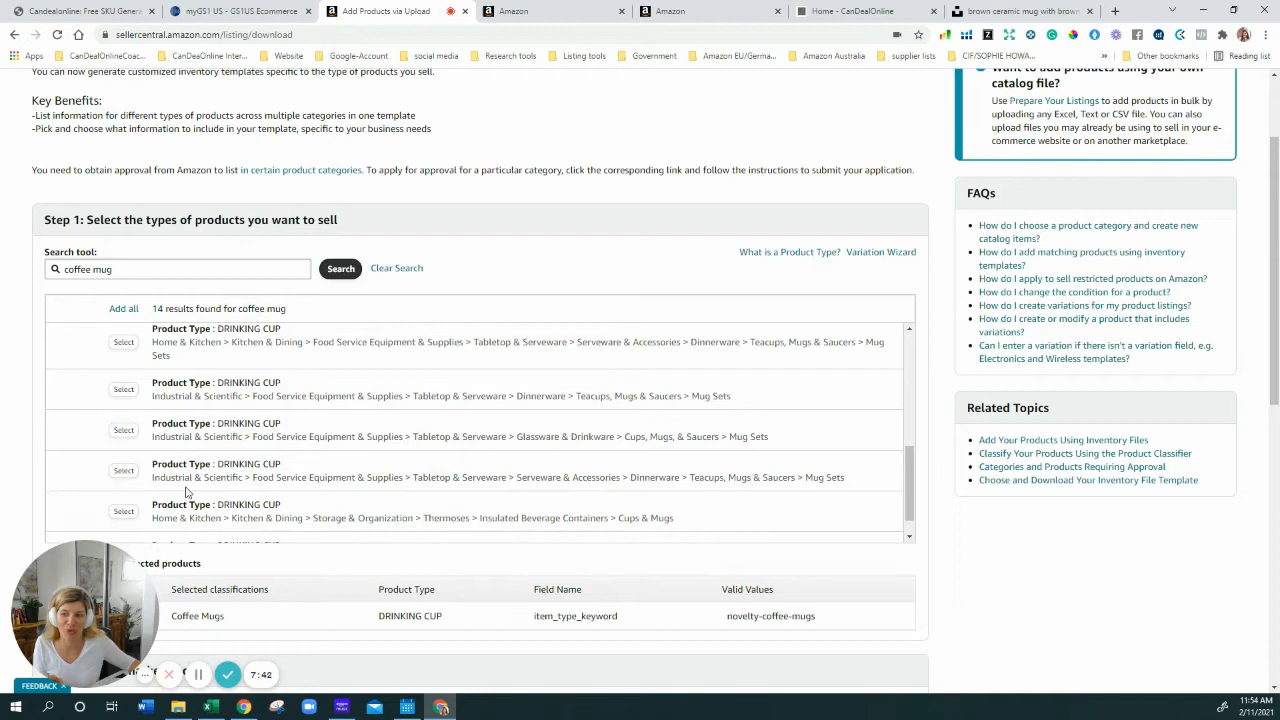 Candealonline: Free SKU Genera
myGS1 US - GS1US Ecommerce
Add Products via Upload
Amazon
Amazon
Home - CanDealOnline
brown ceramic mug with brown
sellercentral.amazon.com/listing/download
Apps
CanDealOnlineCoac...
CanDealOnline inter...
Website
Google-Account
social media
Research tools
Listing tools
Government
Amazon EU/Germa...
Amazon Australia
supplier lists
CIF/SOPHIE HOWA...
Other bookmarks
Reading list
You can now generate customized inventory templates specific to the type of products you sell.
Key Benefits:
-List information for different types of products across multiple categories in one template
-Pick and choose what information to include in your template, specific to your business needs
You need to obtain approval from Amazon to list in certain product categories. To apply for approval for a particular category, click the corresponding link and follow the instructions to submit your application.
Step 1: Select the types of products you want to sell
Search tool:
What is a Product Type? Variation Wizard
coffee mug
Search
Clear Search
Add all
14 results found for coffee mug
Product Type : DRINKING CUP
Select
Home & Kitchen > Kitchen & Dining > Food Service Equipment & Supplies > Tabletop & Serveware > Serveware & Accessories > Dinnerware > Teacups, Mugs & Saucers > Mug
Sets
Product Type : DRINKING CUP
Select
Industrial & Scientific > Food Service Equipment & Supplies > Tabletop & Serveware > Dinnerware > Teacups, Mugs & Saucers > Mug Sets
Product Type : DRINKING CUP
Select
Industrial & Scientific > Food Service Equipment & Supplies > Tabletop & Serveware > Glassware & Drinkware > Cups, Mugs, & Saucers > Mug Sets
Product Type : DRINKING CUP
Select
Industrial & Scientific > Food Service Equipment & Supplies > Tabletop & Serveware > Serveware & Accessories > Dinnerware > Teacups, Mugs & Saucers > Mug Sets
Product Type : DRINKING CUP
Select
Home & Kitchen > Kitchen & Dining > Storage & Organization > Thermoses > Insulated Beverage Containers > Cups & Mugs
cted products
Selected classifications
Product Type
Field Name
Valid Values
Coffee Mugs
DRINKING CUP
item_type_keyword
novelty-coffee-mugs
Want to add products using your own
catalog file?
Use Prepare Your Listings to add products in bulk by
uploading any Excel, Text or CSV file. You can also
upload files you may already be using to sell in your e-
commerce website or on another marketplace.
FAQs
How do I choose a product category and create new
catalog items?
How do I add matching products using inventory
templates?
How do I apply to sell restricted products on Amazon?
How do I change the condition for a product?
How do I create variations for my product listings?
How do I create or modify a product that includes
variations?
Can I enter a variation if there isn't a variation field, e.g.
Electronics and Wireless templates?
Related Topics
Add Your Products Using Inventory Files
Classify Your Products Using the Product Classifier
Categories and Products Requiring Approval
Choose and Download Your Inventory File Template
7:42
FEEDBACK
11:54 AM
2/11/2021